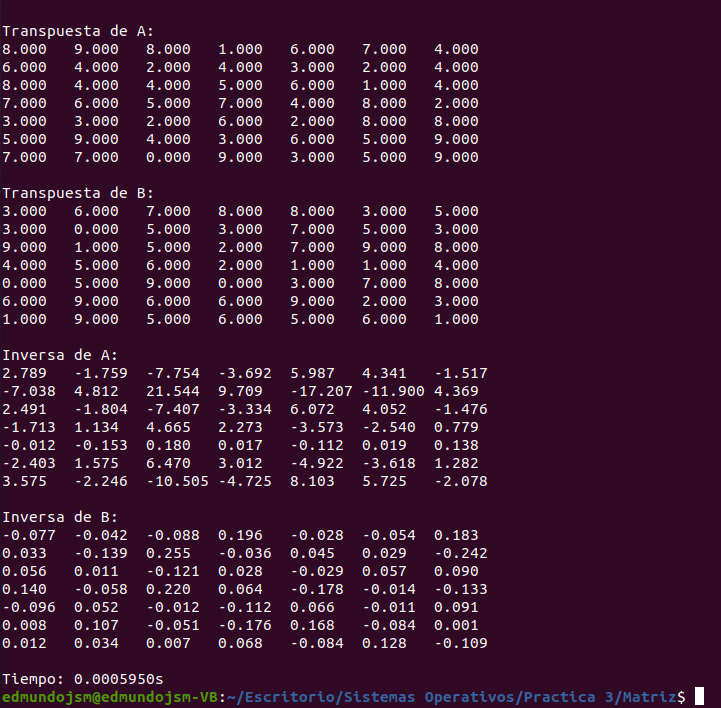 Transpuesta de A:
8.000 9.000 8.000 1.000 6.000 7.000 4.000
6.000 4.000 2.000 4.000 3.000 2.000 4.000
8.000 4.000 4.000 5.000 6.000 1.000 4.000
7.000 6.000 5.000 7.000 4.000 8.000 2.000
3.000 3.000 2.000 6.000 2.000 8.000 8.000
5.000 9.000 4.000 3.000 6.000 5.000 9.000
7.000 7.000 0.000 9.000 3.000 5.000 9.000
Transpuesta de B:
3.000 6.000 7.000 8.000 8.000 3.000 5.000
3.000 0.000 5.000 3.000 7.000 5.000 3.000
9.000 1.000 5.000 2.000 7.000 9.000 8.000
4.000 5.000 6.000 2.000 1.000 1.000 4.000
0.000 5.000 9.000 0.000 3.000 7.000 8.000
6.000 9.000 6.000 6.000 9.000 2.000 3.000
1.000 9.000 5.000 6.000 5.000 6.000 1.000
Inversa de A:
2.789 -1.759 -7.754 -3.692 5.987 4.341 -1.517
-7.038 4.812 21.544 9.709 -17.207 -11.900 4.369
2.491 -1.804 -7.407 -3.334 6.072 4.052 -1.476
-1.713 1.134 4.665 2.273 -3.573 -2.540 0.779
-0.012 -0.153 0.180 0.017 -0.112 0.019 0.138
-2.403 1.575 6.470 3.012 -4.922 -3.618 1.282
3.575 -2.246 -10.505 -4.725 8.103 5.725 -2.078
Inversa de B:
-0.077 -0.042 -0.088 0.196 -0.028 -0.054 0.183
0.033 -0.139 0.255 -0.036 0.045 0.029 -0.242
0.056 0.011 -0.121 0.028 -0.029 0.057 0.090
0.140 -0.058 0.220 0.064 -0.178 -0.014 -0.133
-0.096 0.052 -0.012 -0.112 0.066 -0.011 0.091
0.008 0.107 -0.051 -0.176 0.168 -0.084 0.001
0.012 0.034 0.007 0.068 -0.084 0.128 -0.109
Tiempo: 0.0005950s
edmundojsm@edmundojsm-VB:~/Escritorio/Sistemas Operativos/Practica 3/Matriz$